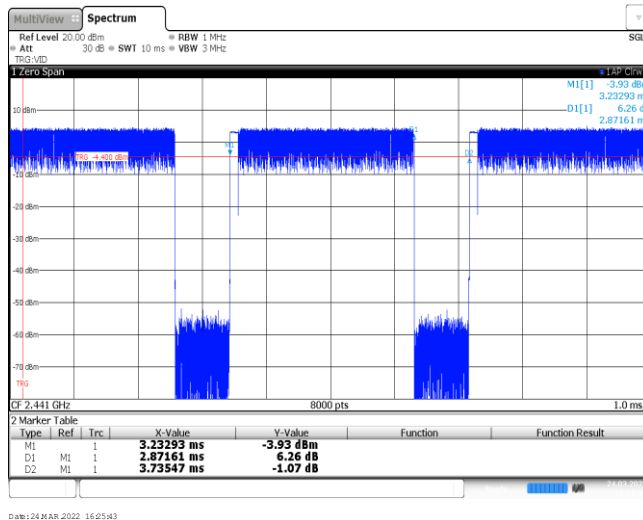 MultiView Spectrum
Ref Level 20.00 dBm RBW 1 MHz SGL
Att 30 dB SWT 10 ms VBW 3 MHz
TRG:VID
1 Zero Span 1AP Clrw
M1[1] -3.93 dBm
3.23293 ms
D1[1] 6.26 d
2.87161 ms
10 dBm
D1
M1
D2
TRG -4.400 dBm
-10 dBm
-20 dBm
-30 dBm
-40 dBm
-50 dBm
-60 dBm
-70 dBm
TRG
CF 2.441 GHz 8000 pts 1.0 ms
2 Marker Table
Type Ref Trc X-Value Y-Value Function Function Result
M1 1 3.23293 ms -3.93 dBm
D1 M1 1 2.87161 ms 6.26 dB
D2 M1 1 3.73547 ms -1.07 dB
Date: 24.MAR.2022 16:25:43